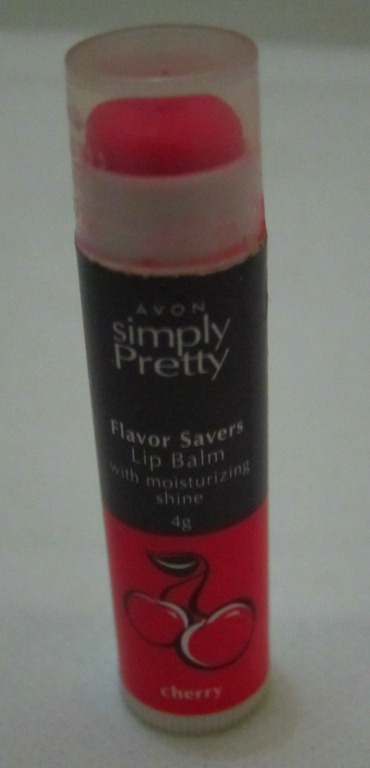 AVON
simply
Pretty
Flavor Savers
Lip Balm
with moisturizing
shine
4g
cherry